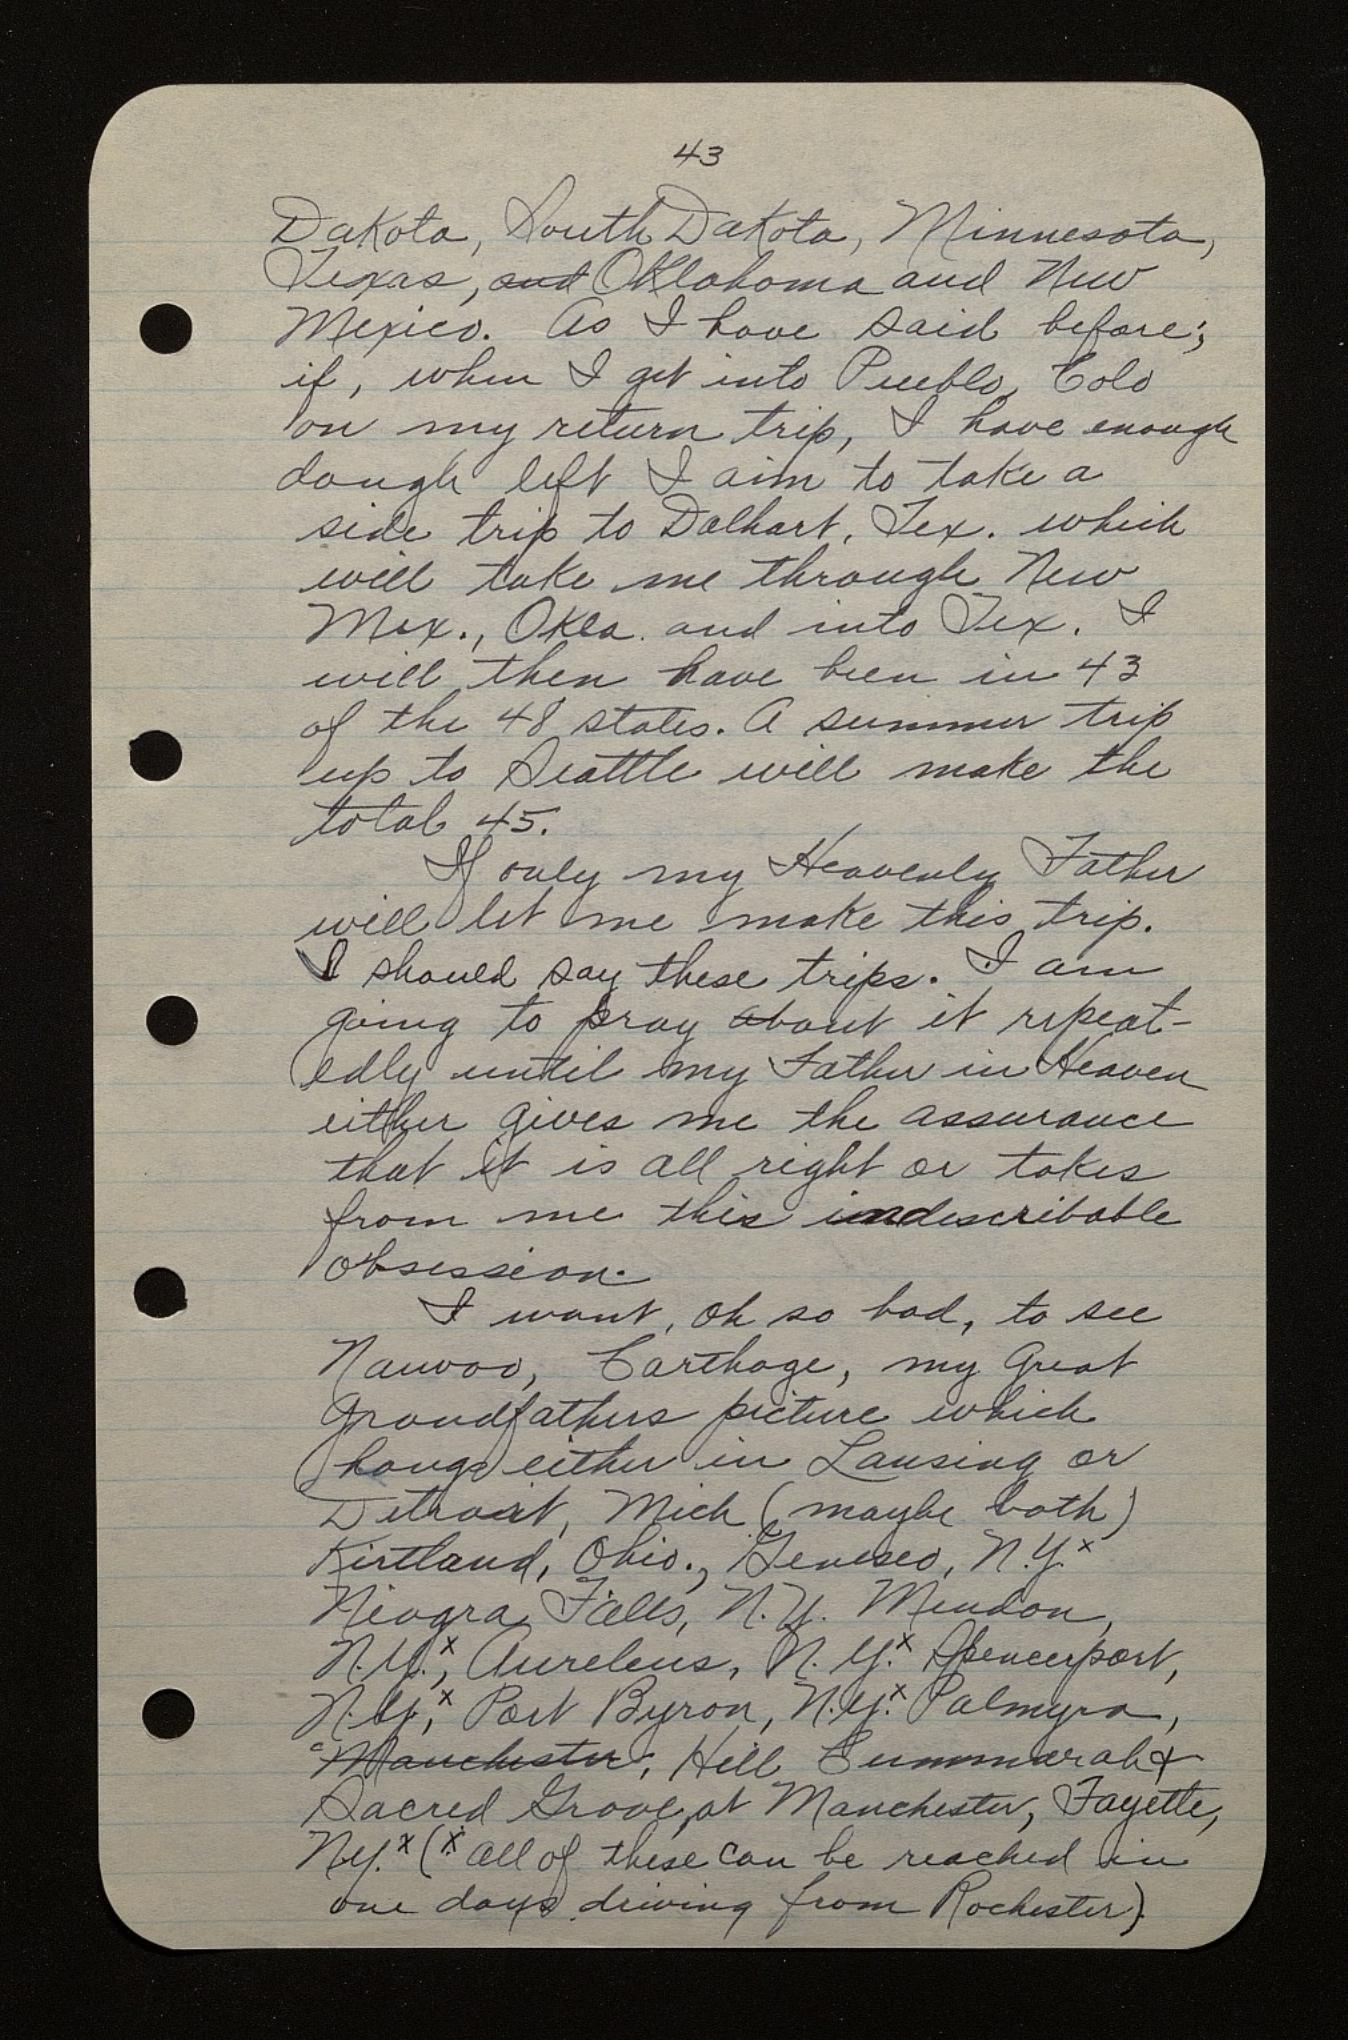 43
Dakota, South Dakota, Minnesota,
Texas, and Oklahoma and New
Mexico. As I have said before;
if, when I get into Pueblo, Colo
on my return trip, I have enough
dough left I aim to take a
side trip to Dalhart, Tex. which
will take me through New
Mex., Okla. and into Tex. I
will then have been in 43
of the 48 states. A summer trip
up to Seattle will make the
total 45.
If only my Heavenly Father
will let me make this trip.
I should say these trips. I am
going to pray about it repeat-
edly until my Father in Heaven
either gives me the assurance
that it is all right or takes
from me this indescribable
obsession.
I want, oh so bad, to see
Nauvoo, Carthage, my Great
Grandfathers picture which
hangs either in Lansing or
Detroit, Mich (maybe both)
Kirtland, Ohio., Geneseo, N.Y.x
Niagra Falls, N.Y. Mendon,
N.Y.x, Aurelius, N.Y.x Spencerport,
N.Y,x Port Byron, N.Y.x Palmyra,
Manchester, Hill Cummarah &
Sacred Grove, at Manchester, Fayette,
NY.x (x all of these can be reached in
one days driving from Rochester)